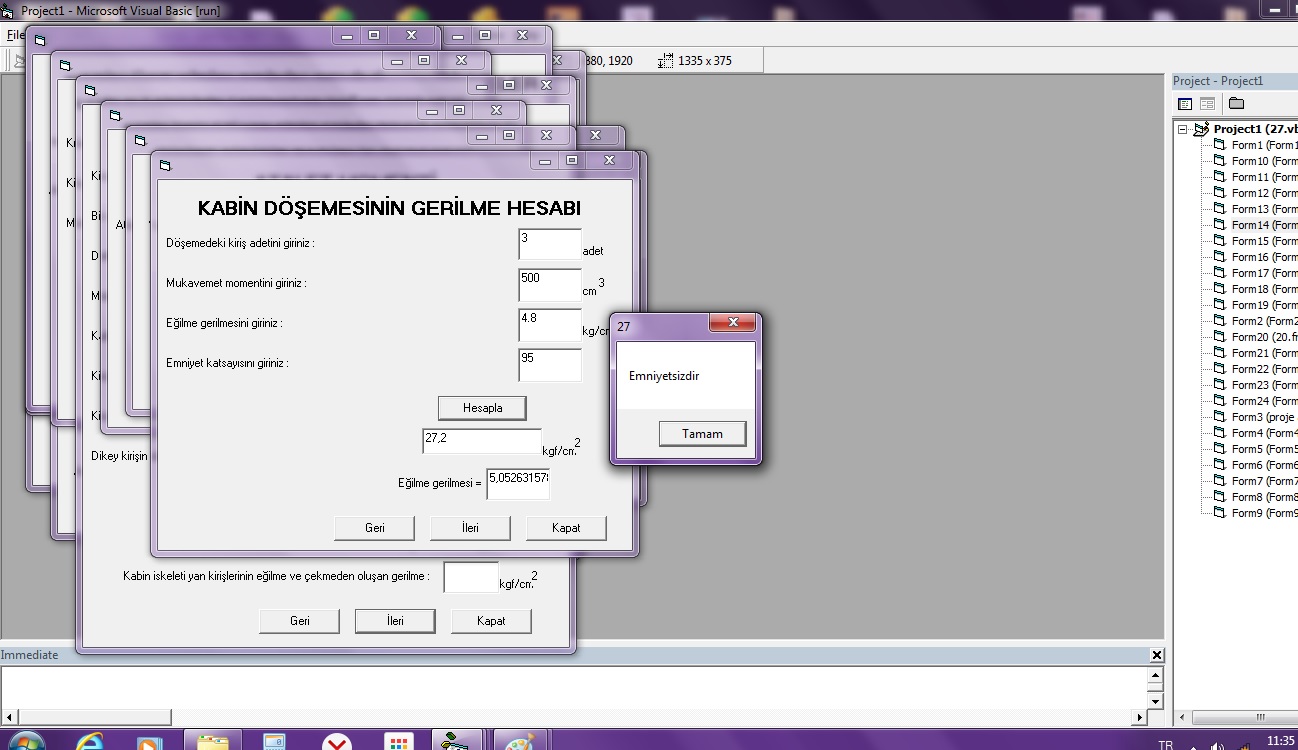 Project1 - Microsoft Visual Basic [run]
File
1920
1335 x 375
KABİN DÖŞEMESİNİN GERİLME HESABI
Döşemedeki kiriş adetini giriniz :
3
adet
Mukavemet momentini giriniz :
500
cm 3
Eğilme gerilmesini giriniz :
4.8
Emniyet katsayısını giriniz :
95
Hesapla
27,2
kgf/cm.2
Eğilme gerilmesi =
5,05263157
Geri
İleri
Kapat
27
Emniyetsizdir
Tamam
Dikey kirişin
Kabin iskeleti yan kirişlerinin eğilme ve çekmeden oluşan gerilme :
kgf/cm.2
Geri
İleri
Kapat
Immediate
Project - Project1
Project1 (27.vb
Form1 (Form1
Form10 (Form
Form11 (Form
Form12 (Form
Form13 (Form
Form14 (Form
Form15 (Form
Form16 (Form
Form17 (Form
Form18 (Form
Form19 (Form
Form2 (Form2
Form20 (20.fr
Form21 (Form
Form22 (Form
Form23 (Form
Form24 (Form
Form3 (proje
Form4 (Form4
Form5 (Form5
Form6 (Form6
Form7 (Form7
Form8 (Form8
Form9 (Form9
TR
11:35